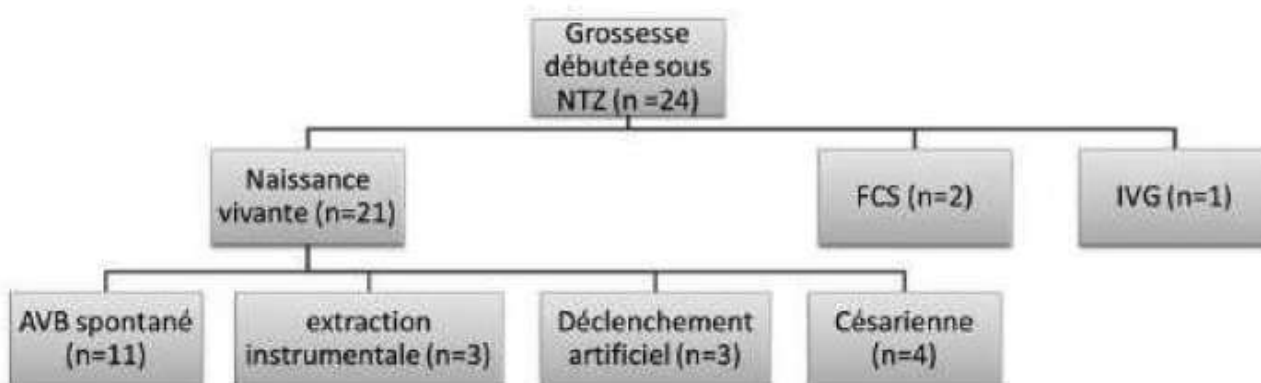 Grossesse
débutée sous
NTZ (n =24)
Naissance
vivante (n=21)
FCS (n=2)
IVG (n=1)
AVB spontané
(n=11)
extraction
instrumentale (n=3)
Déclenchement
artificiel (n=3)
Césarienne
(n=4)